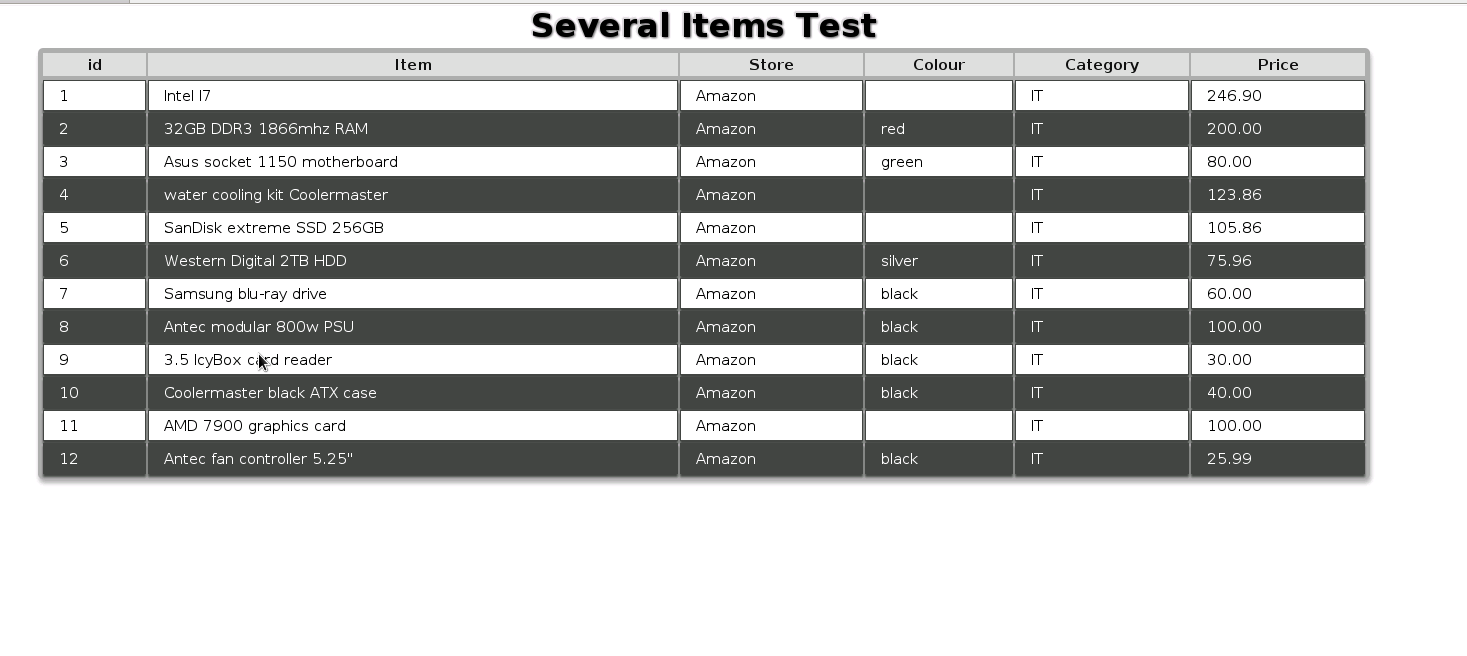 Several Items Test
id Item Store Colour Category Price
1 Intel I7 Amazon IT 246.90
2 32GB DDR3 1866mhz RAM Amazon red IT 200.00
3 Asus socket 1150 motherboard Amazon green IT 80.00
4 water cooling kit Coolermaster Amazon IT 123.86
5 SanDisk extreme SSD 256GB Amazon IT 105.86
6 Western Digital 2TB HDD Amazon silver IT 75.96
7 Samsung blu-ray drive Amazon black IT 60.00
8 Antec modular 800w PSU Amazon black IT 100.00
9 3.5 IcyBox card reader Amazon black IT 30.00
10 Coolermaster black ATX case Amazon black IT 40.00
11 AMD 7900 graphics card Amazon IT 100.00
12 Antec fan controller 5.25" Amazon black IT 25.99